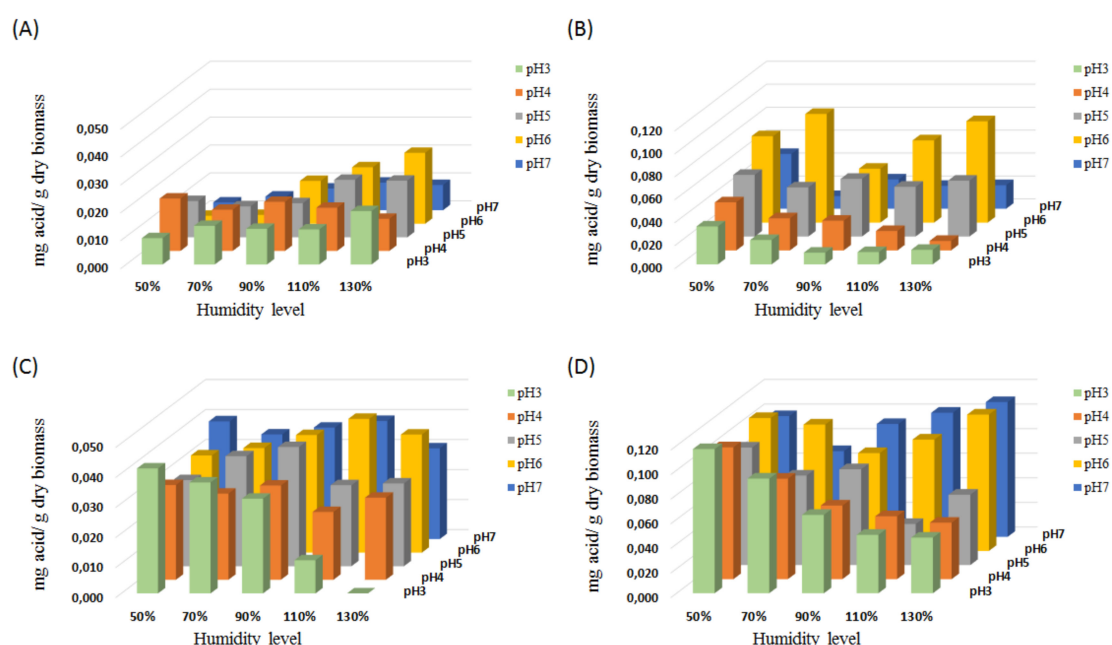 (A)
mg acid/ g dry biomass
0,050
0,040
0,030
0,020
0,010
0,000
50%
70%
90%
110%
130%
Humidity level
pH3
pH4
pH5
pH6
pH7
pH3
pH4
pH5
pH6
pH7
(B)
mg acid/ g dry biomass
0,120
0,100
0,080
0,060
0,040
0,020
0,000
50%
70%
90%
110%
130%
Humidity level
pH3
pH4
pH5
pH6
pH7
pH3
pH4
pH5
pH6
pH7
(C)
mg acid/ g dry biomass
0,050
0,040
0,030
0,020
0,010
0,000
50%
70%
90%
110%
130%
Humidity level
pH3
pH4
pH5
pH6
pH7
pH3
pH4
pH5
pH6
pH7
(D)
mg acid/ g dry biomass
0,120
0,100
0,080
0,060
0,040
0,020
0,000
50%
70%
90%
110%
130%
Humidity level
pH3
pH4
pH5
pH6
pH7
pH3
pH4
pH5
pH6
pH7